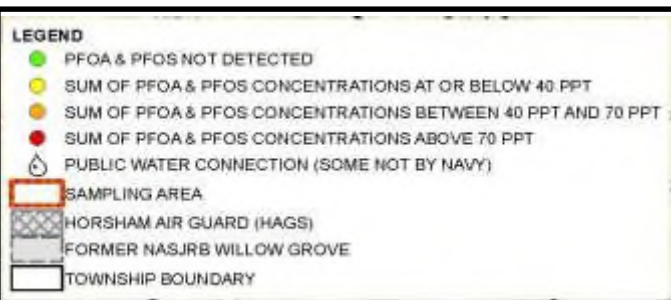 LEGEND
PFOA & PFOS NOT DETECTED
SUM OF PFOA & PFOS CONCENTRATIONS AT OR BELOW 40 PPT
SUM OF PFOA & PFOS CONCENTRATIONS BETWEEN 40 PPT AND 70 PPT
SUM OF PFOA & PFOS CONCENTRATIONS ABOVE 70 PPT
PUBLIC WATER CONNECTION (SOME NOT BY NAVY)
SAMPLING AREA
HORSHAM AIR GUARD (HAGS)
FORMER NASJRB WILLOW GROVE
TOWNSHIP BOUNDARY